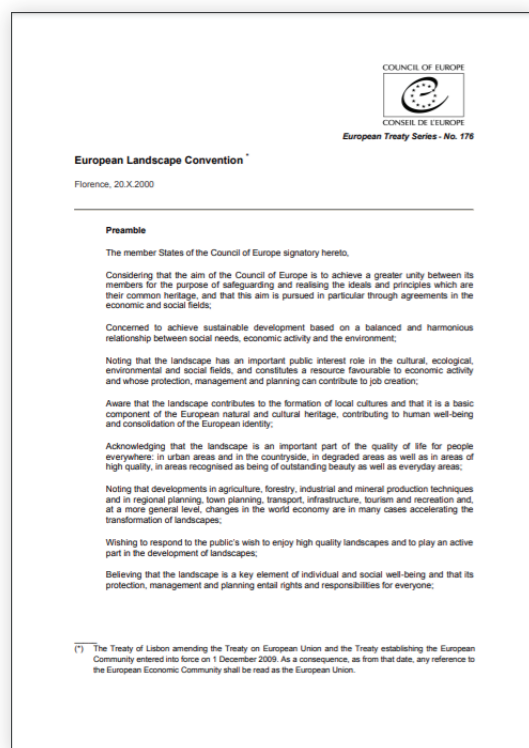 COUNCIL OF EUROPE
CONSEIL DE L'EUROPE
European Treaty Series - No. 176
European Landscape Convention *
Florence, 20.X.2000
Preamble
The member States of the Council of Europe signatory hereto,
Considering that the aim of the Council of Europe is to achieve a greater unity between its
members for the purpose of safeguarding and realising the ideals and principles which are
their common heritage, and that this aim is pursued in particular through agreements in the
economic and social fields;
Concerned to achieve sustainable development based on a balanced and harmonious
relationship between social needs, economic activity and the environment;
Noting that the landscape has an important public interest role in the cultural, ecological,
environmental and social fields, and constitutes a resource favourable to economic activity
and whose protection, management and planning can contribute to job creation;
Aware that the landscape contributes to the formation of local cultures and that it is a basic
component of the European natural and cultural heritage, contributing to human well-being
and consolidation of the European identity;
Acknowledging that the landscape is an important part of the quality of life for people
everywhere: in urban areas and in the countryside, in degraded areas as well as in areas of
high quality, in areas recognised as being of outstanding beauty as well as everyday areas;
Noting that developments in agriculture, forestry, industrial and mineral production techniques
and in regional planning, town planning, transport, infrastructure, tourism and recreation and,
at a more general level, changes in the world economy are in many cases accelerating the
transformation of landscapes;
Wishing to respond to the public's wish to enjoy high quality landscapes and to play an active
part in the development of landscapes;
Believing that the landscape is a key element of individual and social well-being and that its
protection, management and planning entail rights and responsibilities for everyone;
(*) The Treaty of Lisbon amending the Treaty on European Union and the Treaty establishing the European
Community entered into force on 1 December 2009. As a consequence, as from that date, any reference to
the European Economic Community shall be read as the European Union.